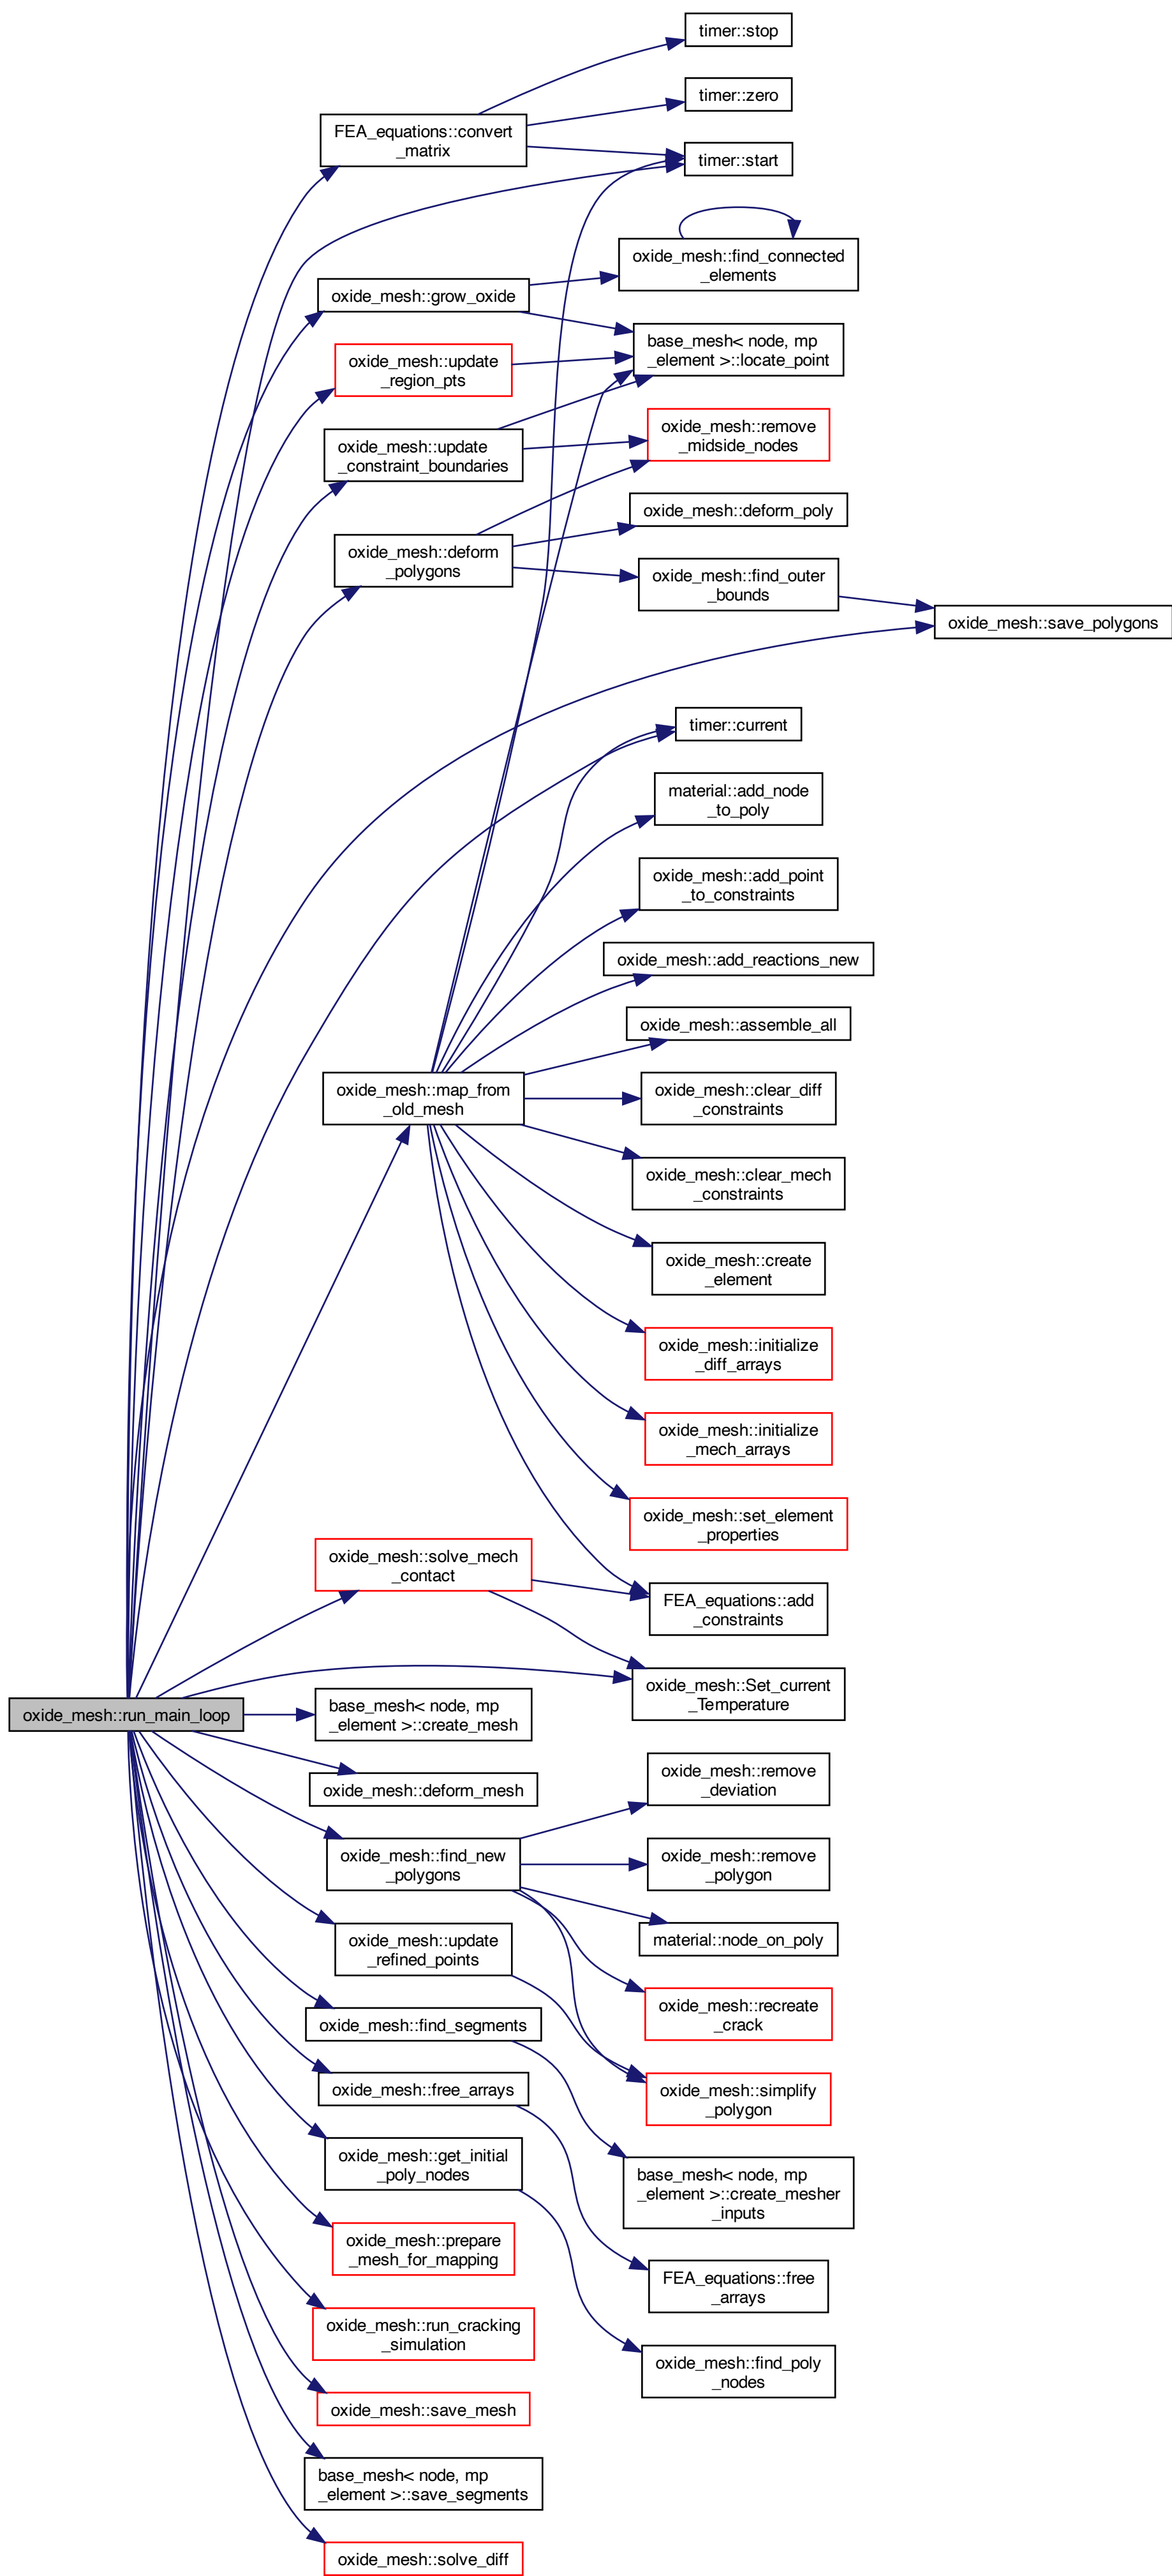 timer::stop
timer::zero
FEA_equations::convert
_matrix
timer::start
oxide_mesh::find_connected
_elements
oxide_mesh::grow_oxide
base_mesh< node, mp
_element >::locate_point
oxide_mesh::update
_region_pts
oxide_mesh::remove
_midside_nodes
oxide_mesh::update
_constraint_boundaries
oxide_mesh::deform_poly
oxide_mesh::deform
_polygons
oxide_mesh::find_outer
_bounds
oxide_mesh::save_polygons
timer::current
material::add_node
_to_poly
oxide_mesh::add_point
_to_constraints
oxide_mesh::add_reactions_new
oxide_mesh::assemble_all
oxide_mesh::map_from
_old_mesh
oxide_mesh::clear_diff
_constraints
oxide_mesh::clear_mech
_constraints
oxide_mesh::create
_element
oxide_mesh::initialize
_diff_arrays
oxide_mesh::initialize
_mech_arrays
oxide_mesh::set_element
_properties
oxide_mesh::solve_mech
_contact
FEA_equations::add
_constraints
oxide_mesh::Set_current
_Temperature
oxide_mesh::run_main_loop
base_mesh< node, mp
_element >::create_mesh
oxide_mesh::deform_mesh
oxide_mesh::remove
_deviation
oxide_mesh::find_new
_polygons
oxide_mesh::remove
_polygon
material::node_on_poly
oxide_mesh::update
_refined_points
oxide_mesh::recreate
_crack
oxide_mesh::find_segments
oxide_mesh::simplify
_polygon
oxide_mesh::free_arrays
oxide_mesh::get_initial
_poly_nodes
base_mesh< node, mp
_element >::create_mesher
_inputs
oxide_mesh::prepare
_mesh_for_mapping
FEA_equations::free
_arrays
oxide_mesh::run_cracking
_simulation
oxide_mesh::find_poly
_nodes
oxide_mesh::save_mesh
base_mesh< node, mp
_element >::save_segments
oxide_mesh::solve_diff